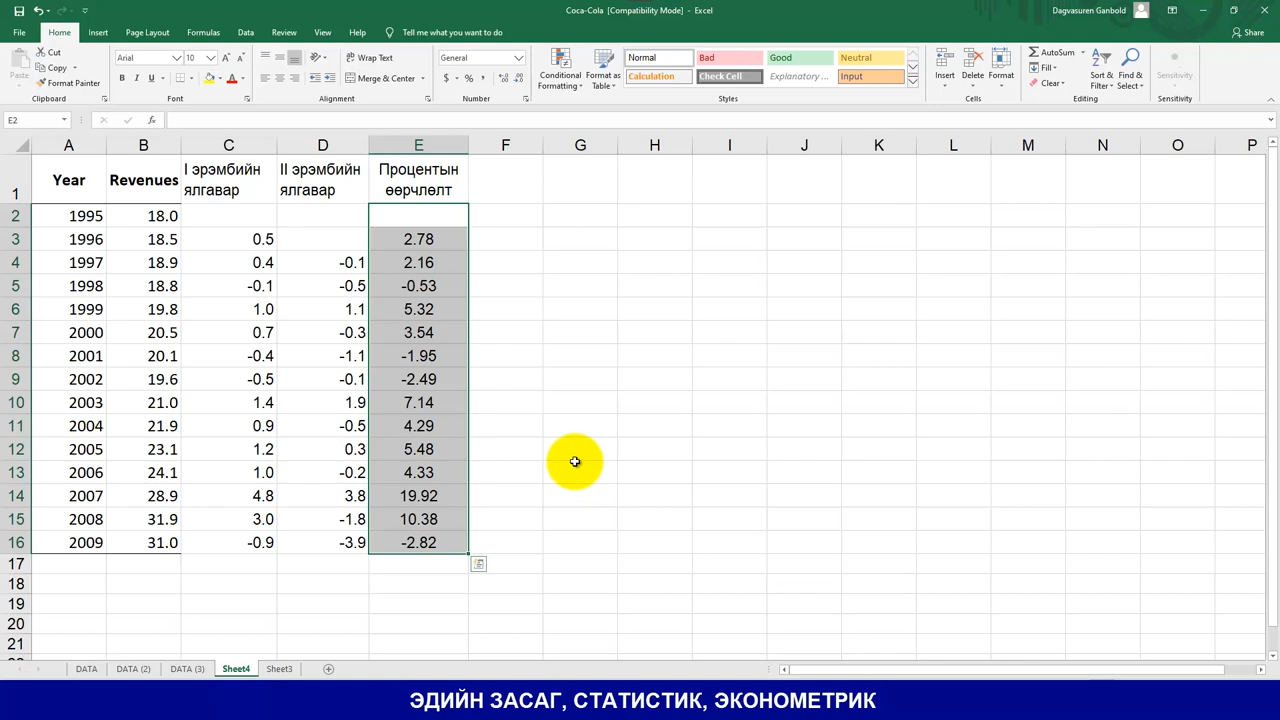 Coca-Cola [Compatibility Mode] - Excel
Dagvasuren Ganbold
File Home Insert Page Layout Formulas Data Review View Help Tell me what you want to do
Share
Paste
Cut
Copy
Format Painter
Clipboard
Arial 10
B I U
Font
Wrap Text
Merge & Center
Alignment
General
$ % ,
Number
Conditional Formatting
Format as Table
Normal Bad Good Neutral
Calculation Check Cell Explanatory ... Input
Styles
Insert Delete Format
Cells
AutoSum
Fill
Clear
Sort & Filter
Find & Select
Editing
Sensitivity
Sensitivity
E2
fx
A B C D E F G H I J K L M N O P
1 Year Revenues I эрэмбийн ялгавар II эрэмбийн ялгавар Процентын өөрчлөлт
2 1995 18.0
3 1996 18.5 0.5 2.78
4 1997 18.9 0.4 -0.1 2.16
5 1998 18.8 -0.1 -0.5 -0.53
6 1999 19.8 1.0 1.1 5.32
7 2000 20.5 0.7 -0.3 3.54
8 2001 20.1 -0.4 -1.1 -1.95
9 2002 19.6 -0.5 -0.1 -2.49
10 2003 21.0 1.4 1.9 7.14
11 2004 21.9 0.9 -0.5 4.29
12 2005 23.1 1.2 0.3 5.48
13 2006 24.1 1.0 -0.2 4.33
14 2007 28.9 4.8 3.8 19.92
15 2008 31.9 3.0 -1.8 10.38
16 2009 31.0 -0.9 -3.9 -2.82
17
18
19
20
21
DATA DATA (2) DATA (3) Sheet4 Sheet3
ЭДИЙН ЗАСАГ, СТАТИСТИК, ЭКОНОМЕТРИК